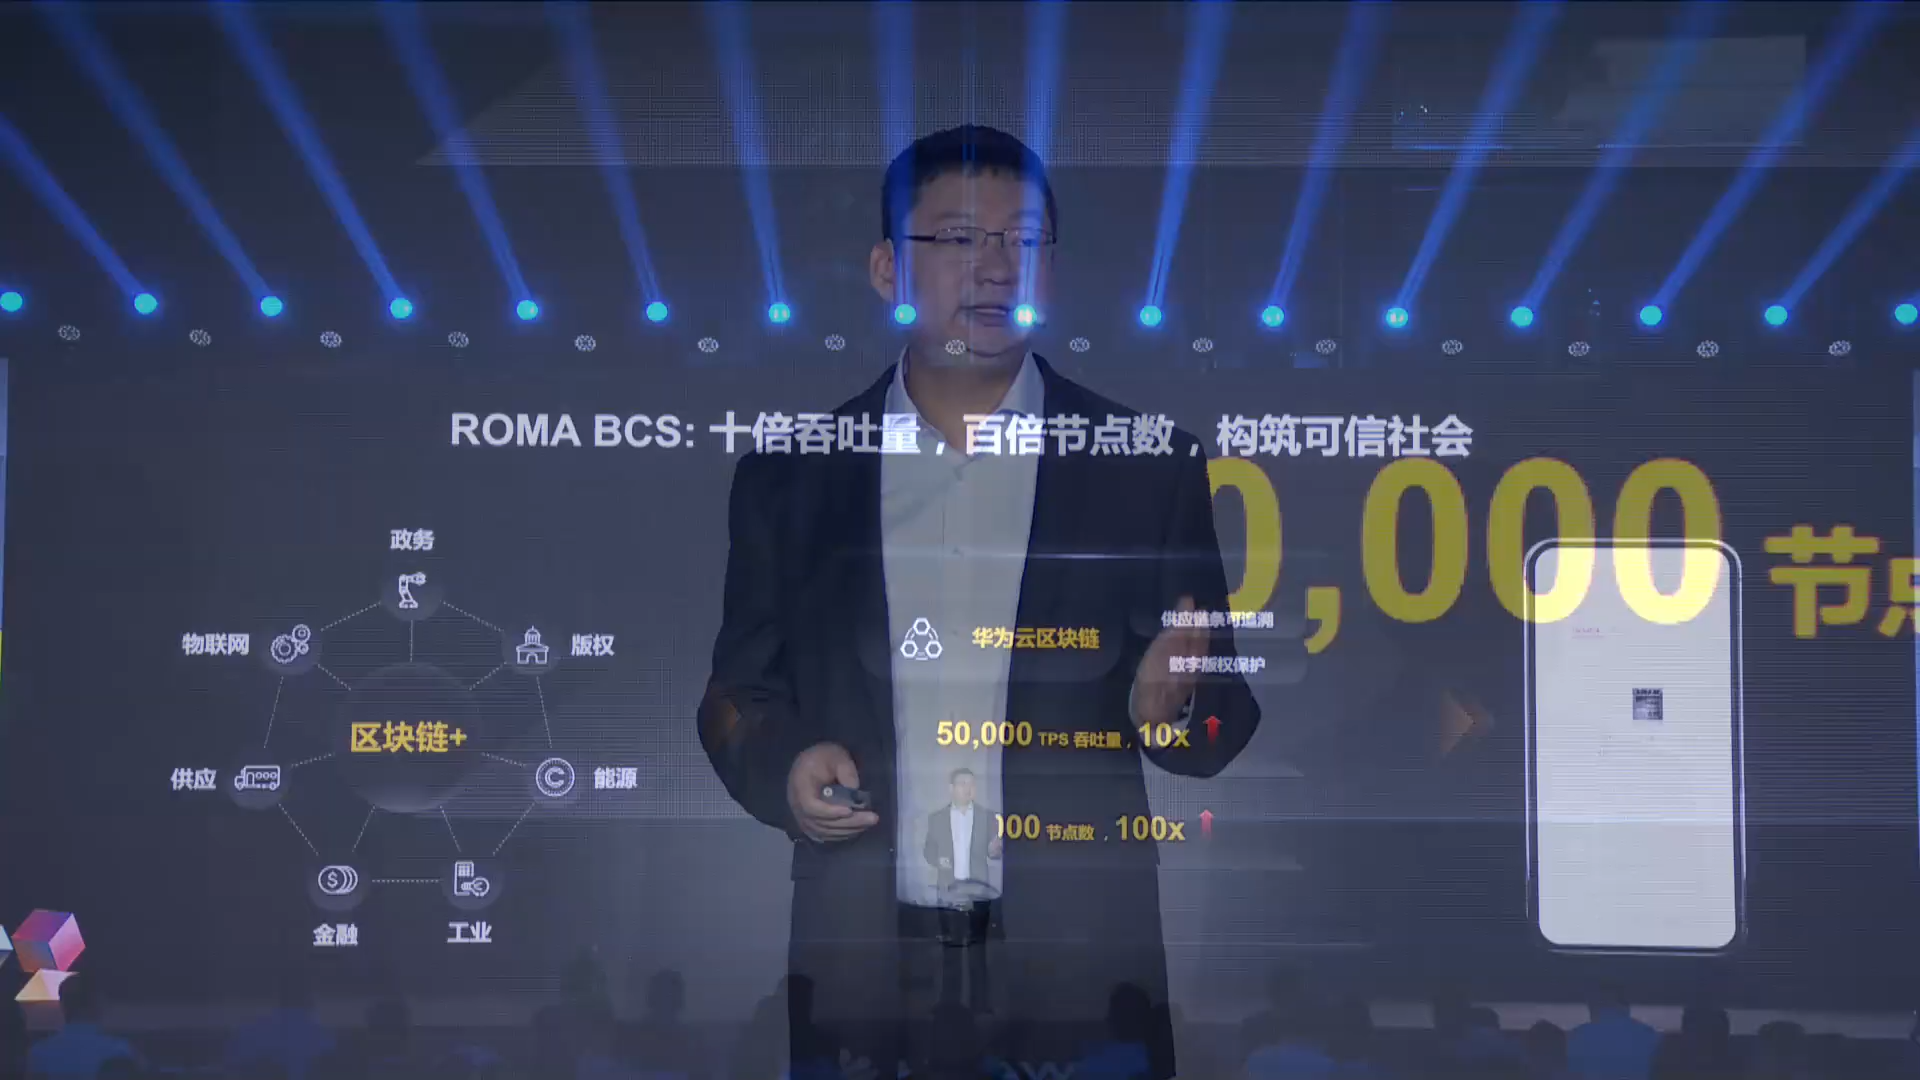 ROMA BCS: 十倍吞吐量，百倍节点数，构筑可信社会
0,000 节点
政务
物联网
版权
区块链+
供应
能源
金融
工业
华为云区块链
供应链条可追溯
数字版权保护
50,000 TPS 吞吐量，10x
000 节点数，100x